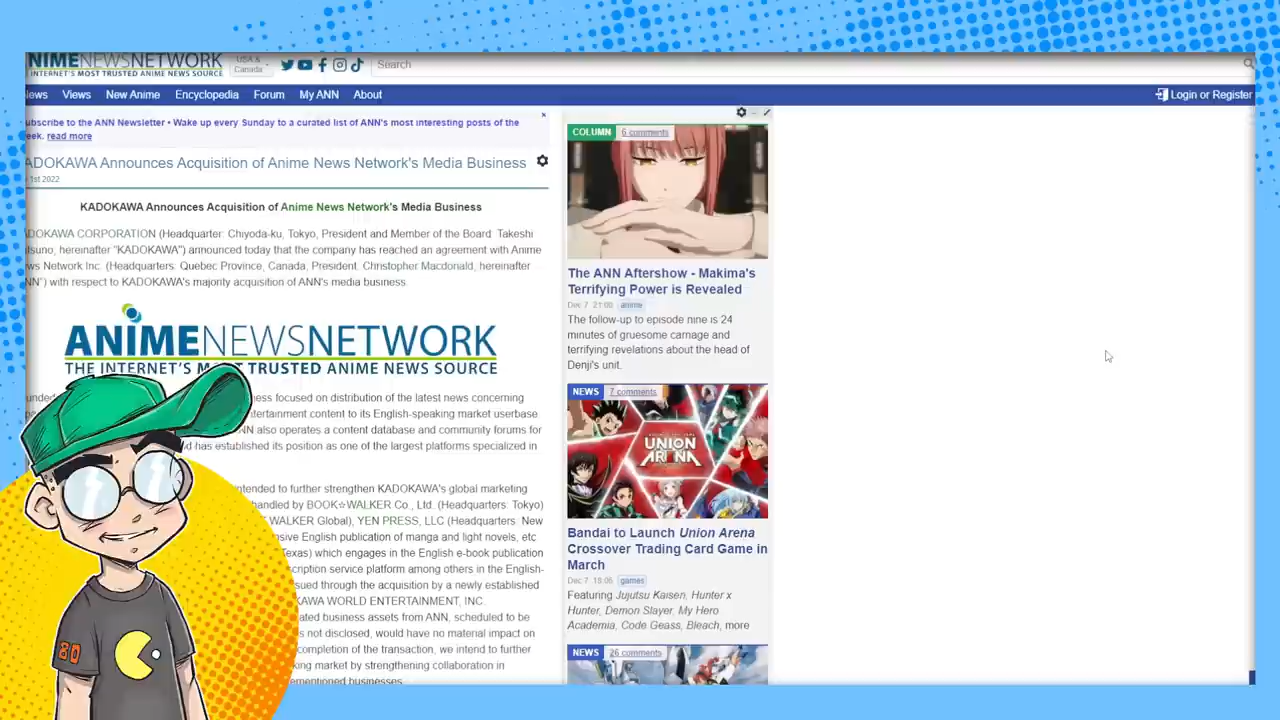 NIMENEWSNETWORK
INTERNET'S MOST TRUSTED ANIME NEWS SOURCE
USA &
Canada
Search
ews Views New Anime Encyclopedia Forum My ANN About
Login or Register
ubscribe to the ANN Newsletter • Wake up every Sunday to a curated list of ANN's most interesting posts of the
eek. read more
ADOKAWA Announces Acquisition of Anime News Network's Media Business
1st 2022
KADOKAWA Announces Acquisition of Anime News Network's Media Business
DOKAWA CORPORATION (Headquarter: Chiyoda-ku, Tokyo, President and Member of the Board: Takeshi
tsuno, hereinafter "KADOKAWA") announced today that the company has reached an agreement with Anime
ws Network Inc. (Headquarters: Québec Province, Canada, President: Christopher Macdonald, hereinafter
NN") with respect to KADOKAWA's majority acquisition of ANN's media business.
ANIMENEWSNETWORK
THE INTERNET'S MOST TRUSTED ANIME NEWS SOURCE
unde ess focused on distribution of the latest news concerning
tertainment content to its English-speaking market userbase
NN also operates a content database and community forums for
d has established its position as one of the largest platforms specialized in
ntended to further strengthen KADOKAWA's global marketing
handled by BOOK☆WALKER Co., Ltd. (Headquarters: Tokyo)
WALKER Global), YEN PRESS, LLC (Headquarters: New
nsive English publication of manga and light novels, etc
Texas) which engages in the English e-book publication
scription service platform among others in the English-
sued through the acquisition by a newly established
KAWA WORLD ENTERTAINMENT, INC.
ated business assets from ANN, scheduled to be
is not disclosed, would have no material impact on
completion of the transaction, we intend to further
king market by strengthening collaboration in
ementioned businesses.
COLUMN 6 comments
The ANN Aftershow - Makima's
Terrifying Power is Revealed
Dec 7, 21:00 anime
The follow-up to episode nine is 24
minutes of gruesome carnage and
terrifying revelations about the head of
Denji's unit.
NEWS 7 comments
UNION
ARENA
Bandai to Launch Union Arena
Crossover Trading Card Game in
March
Dec 7, 18:06 games
Featuring Jujutsu Kaisen, Hunter x
Hunter, Demon Slayer, My Hero
Academia, Code Geass, Bleach, more
NEWS 26 comments
80